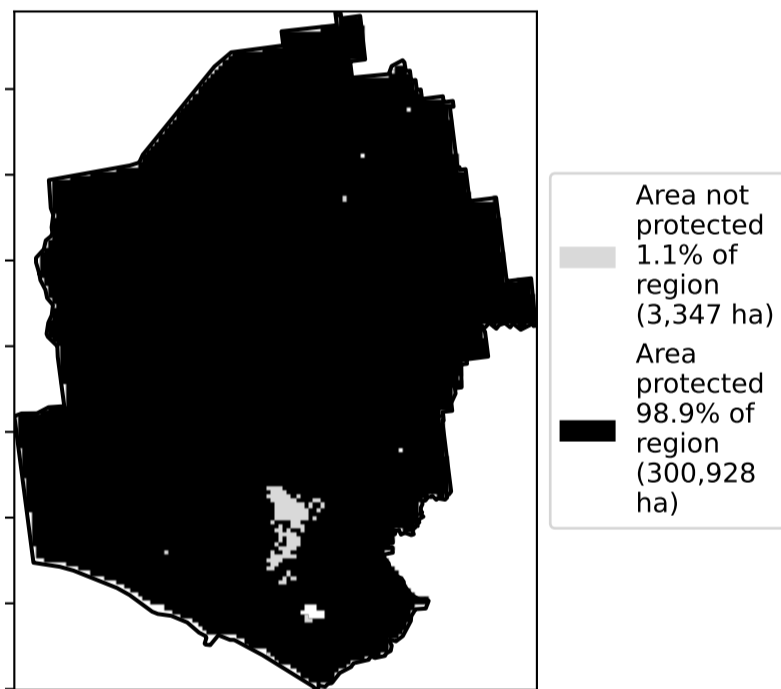 Area not
protected
1.1% of
region
(3,347 ha)
Area
protected
98.9% of
region
(300,928
ha)